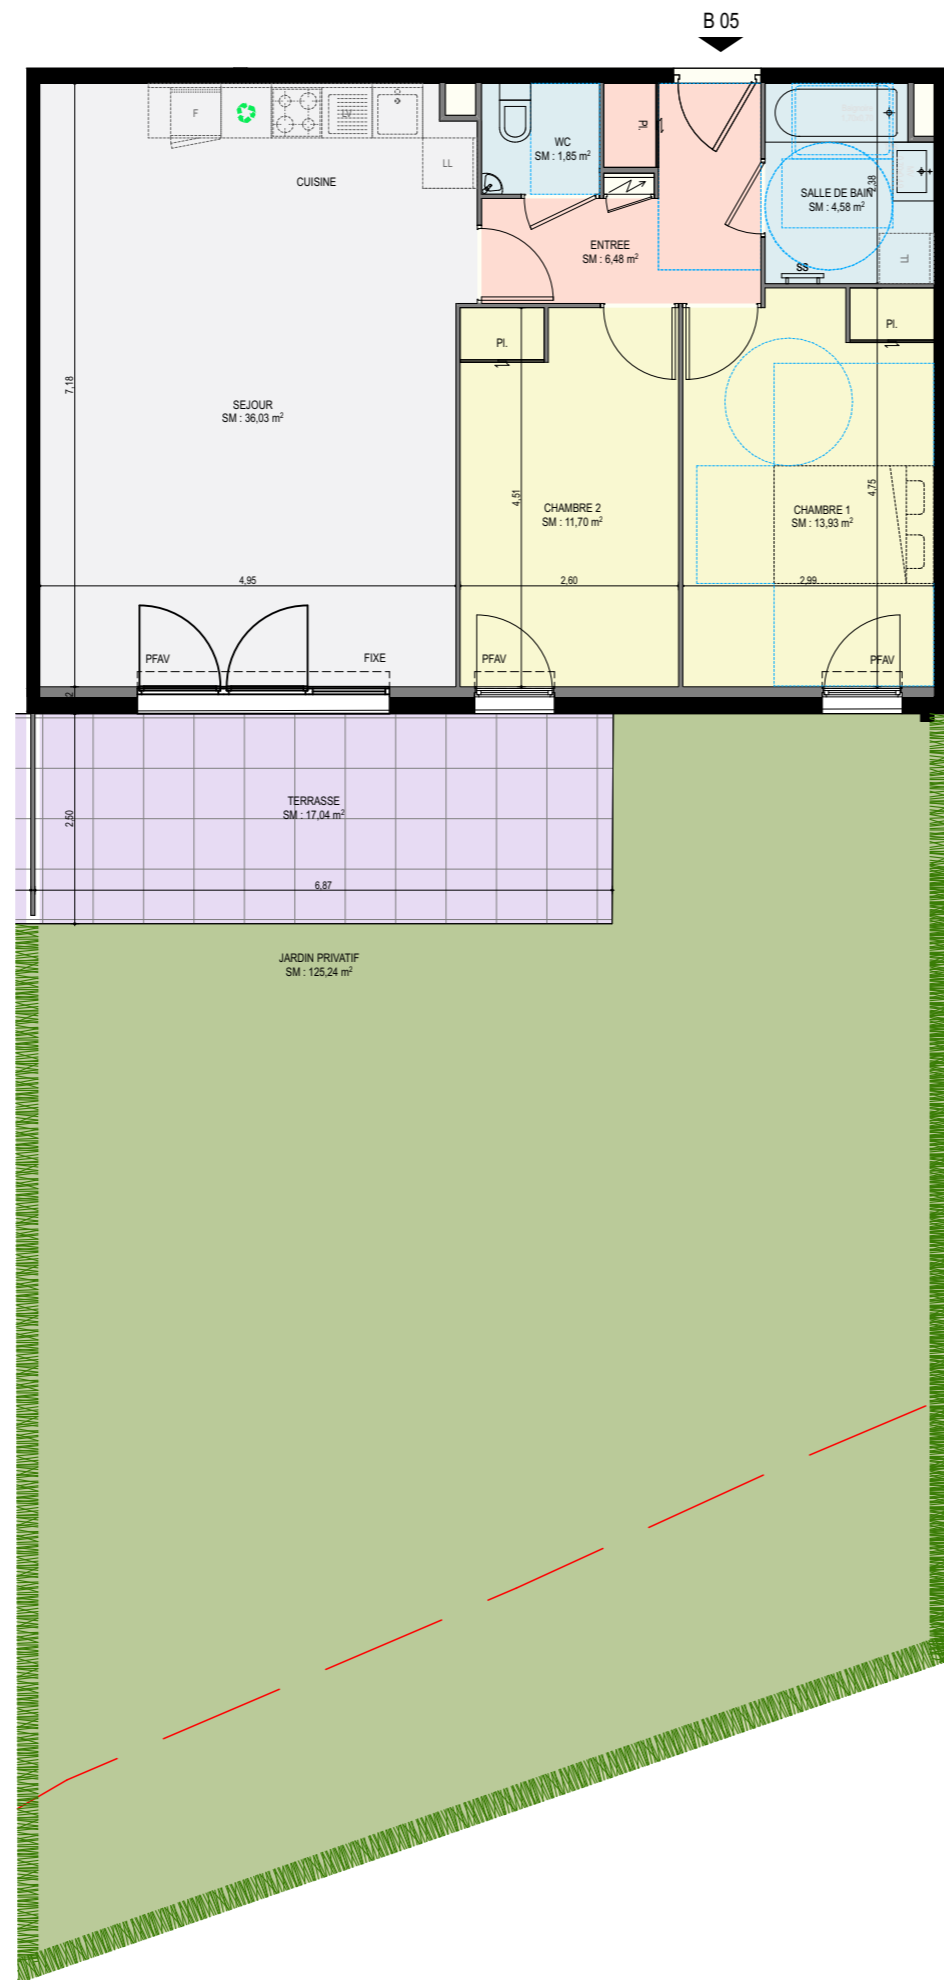 B 05
F
LV
LL
CUISINE
WC
SM : 1,85 m²
Pl.
SALLE DE BAIN
SM : 4,58 m²
2,38
ENTREE
SM : 6,48 m²
SS
Pl.
Pl.
7,18
SEJOUR
SM : 36,03 m²
4,51
CHAMBRE 2
SM : 11,70 m²
4,75
CHAMBRE 1
SM : 13,93 m²
4,95
2,60
2,99
PFAV
FIXE
PFAV
PFAV
TERRASSE
SM : 17,04 m²
2,50
6,87
JARDIN PRIVATIF
SM : 125,24 m²